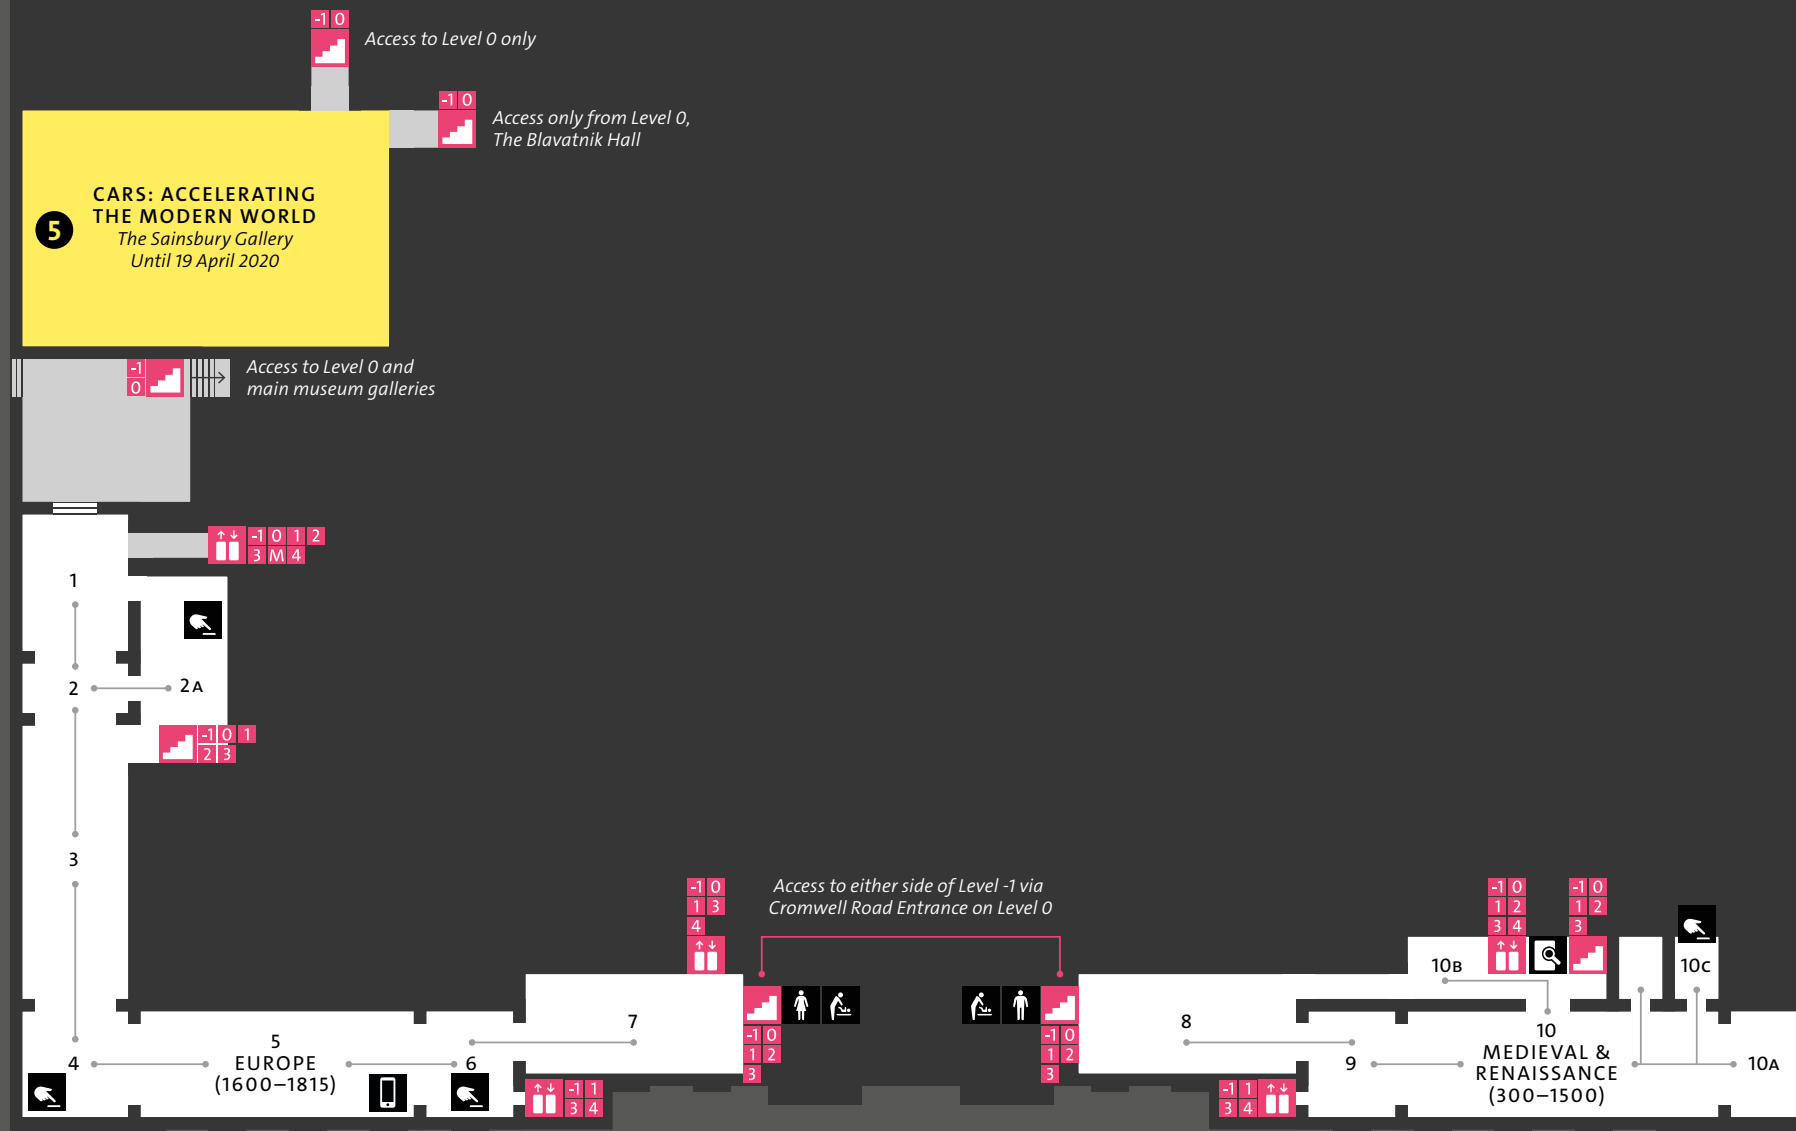 -1 0
Access to Level 0 only
-1 0
Access only from Level 0,
The Blavatnik Hall
CARS: ACCELERATING
THE MODERN WORLD
5
The Sainsbury Gallery
Until 19 April 2020
-1
0
Access to Level 0 and
main museum galleries
-1 0 1 2
3 M 4
1
2
2A
-1 0 1
2 3
3
4
5
EUROPE
(1600–1815)
6
7
-1 0
1 3
4
-1 1
3 4
Access to either side of Level -1 via
Cromwell Road Entrance on Level 0
-1 0
1 2
3
-1 0
1 2
3
8
-1 1
3 4
9
10B
-1 0
1 2
3 4
-1 0
1 2
3
10C
10
MEDIEVAL &
RENAISSANCE
(300–1500)
10A